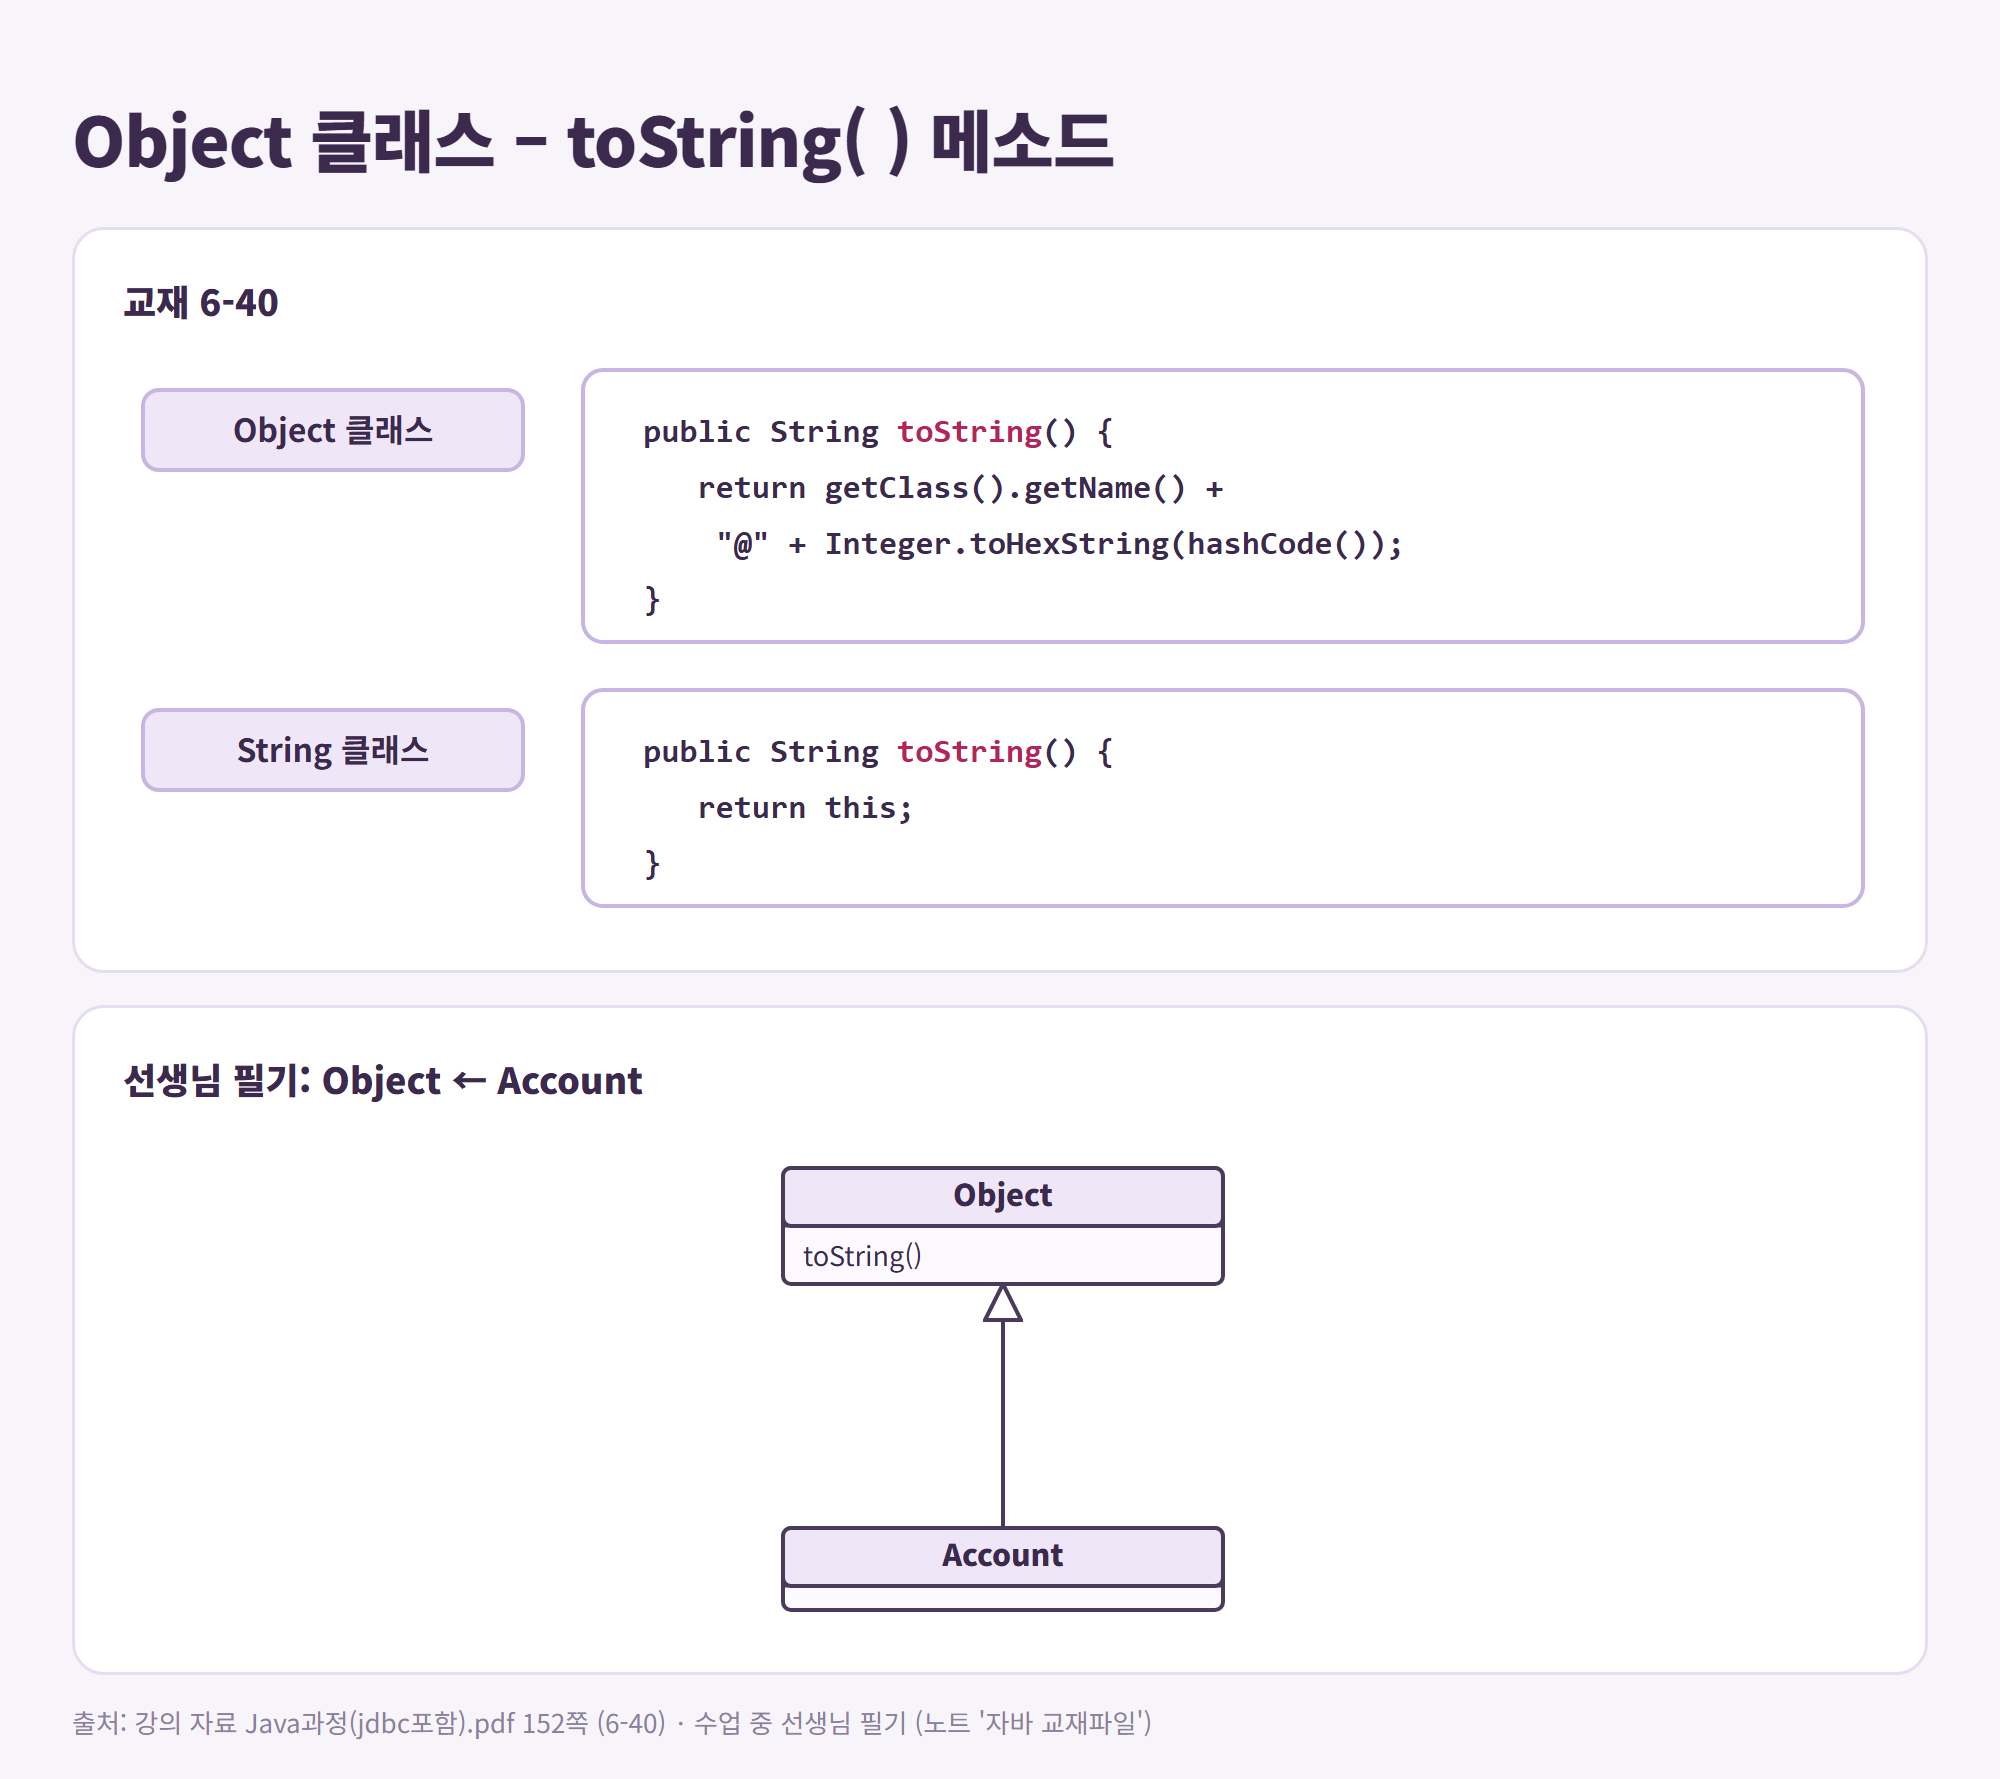 Object 클래스 – toString( ) 메소드
교재 6-40
Object 클래스
public String toString() {
return getClass().getName() +
"@" + Integer.toHexString(hashCode());
}
String 클래스
public String toString() {
return this;
}
선생님 필기: Object ← Account
Object
toString()
Account
출처: 강의 자료 Java과정(jdbc포함).pdf 152쪽 (6-40) · 수업 중 선생님 필기 (노트 '자바 교재파일')